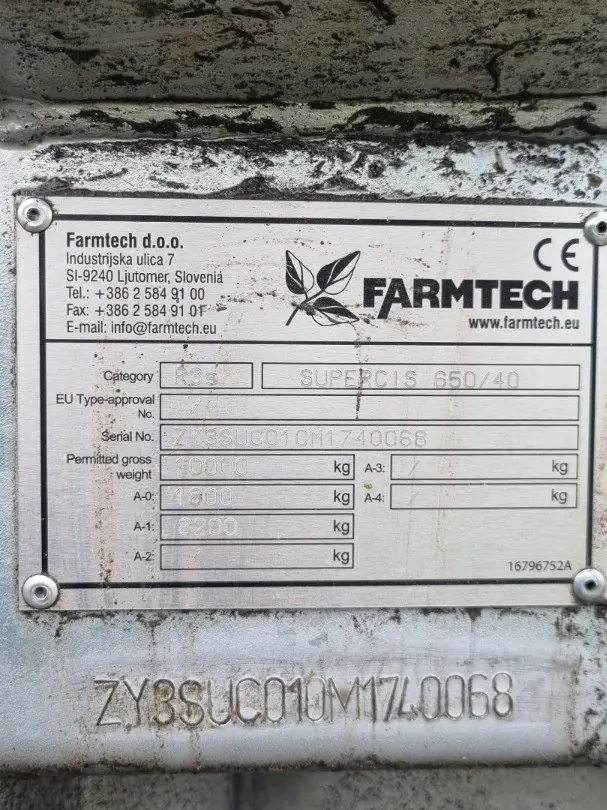 Farmtech d.o.o.
Industrijska ulica 7
SI-9240 Ljutomer, Slovenia
Tel.: +386 2 584 91 00
Fax: +386 2 584 91 01
E-mail: info@farmtech.eu
CE
FARMTECH
www.farmtech.eu
Category R3a SUPERCIS 650/40
EU Type-approval
No. /
Serial No. ZY3SUC010M1740068
Permitted gross
weight 10000 kg A-3: / kg
A-0: 1800 kg A-4: / kg
A-1: 8200 kg
A-2: / kg
16796752A
ZY3SUC010M1740068